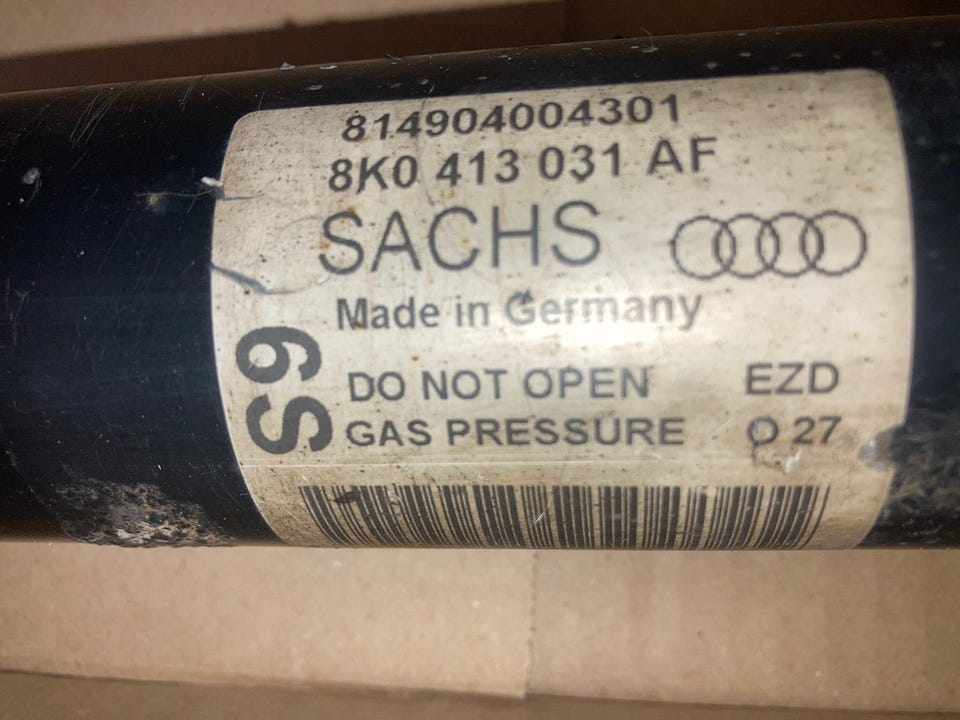 814904004301
8K0 413 031 AF
SACHS
Made in Germany
S9
DO NOT OPEN EZD
GAS PRESSURE O 27